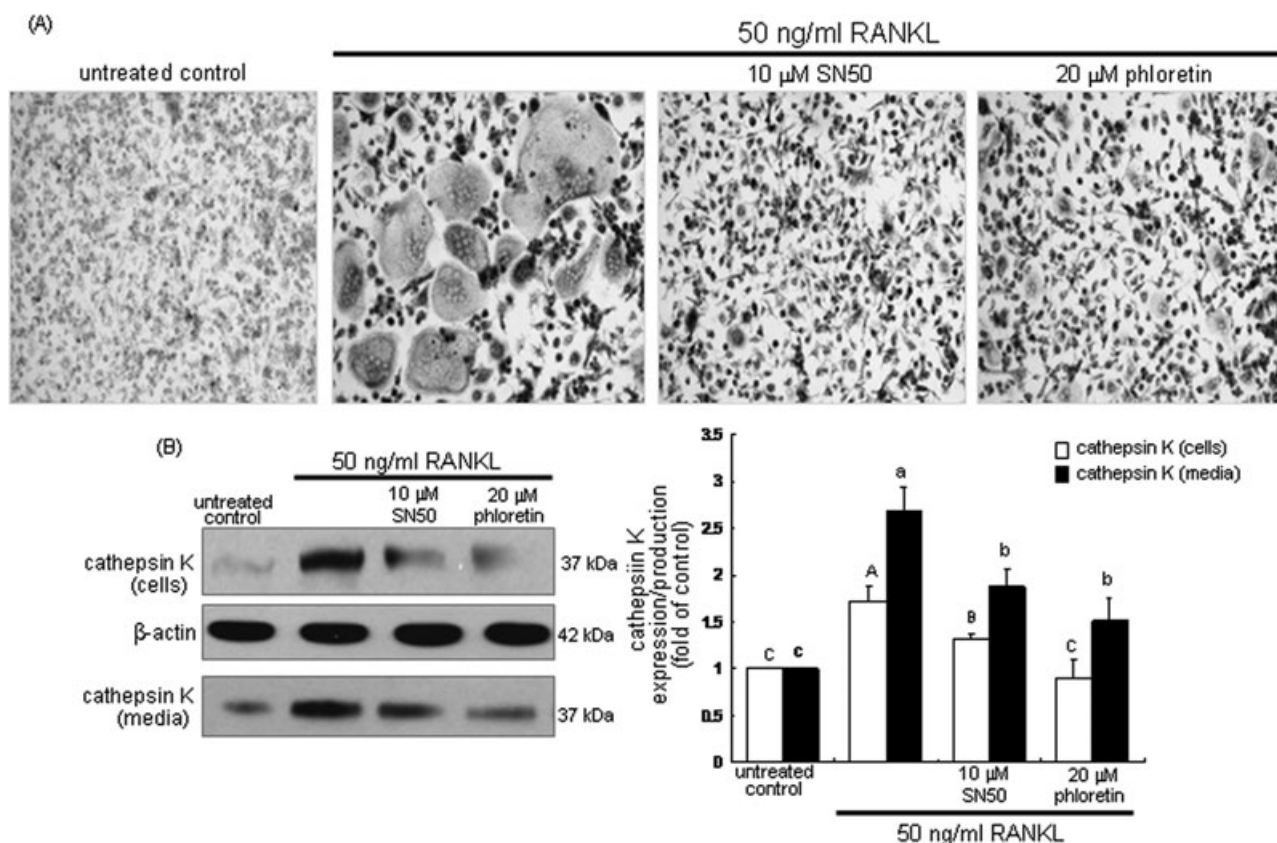 (A)
50 ng/ml RANKL
untreated control
10 µM SN50
20 µM phloretin
(B)
50 ng/ml RANKL
untreated
control
10 µM
SN50
20 µM
phloretin
cathepsin K
(cells)
37 kDa
β-actin
42 kDa
cathepsin K
(media)
37 kDa
cathepsiin K
expression/production
(fold of control)
3.5
3
2.5
2
1.5
1
0.5
0
cathepsin K (cells)
cathepsin K (media)
C
c
A
a
B
b
C
b
untreated
control
10 µM
SN50
20 µM
phloretin
50 ng/ml RANKL